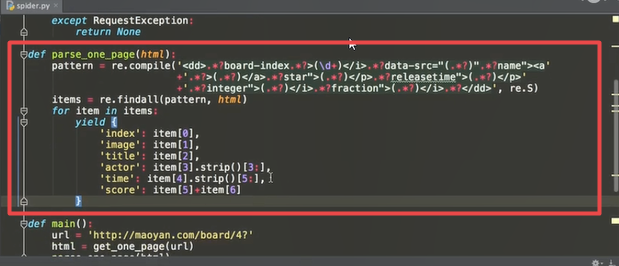 spider.py
except RequestException:
return None
def parse_one_page(html):
pattern = re.compile('<dd>.*?board-index.*?>(\d+)</i>.*?data-src="(.*?)".*?name"><a'
+'.*?>(.*?)</a>.*?star">(.*?)</p>.*?releasetime">(.*?)</p>'
+'.*?integer">(.*?)</i>.*?fraction">(.*?)</i>.*?</dd>', re.S)
items = re.findall(pattern, html)
for item in items:
yield {
'index': item[0],
'image': item[1],
'title': item[2],
'actor': item[3].strip()[3:],
'time': item[4].strip()[5:],
'score': item[5]+item[6]
}
def main():
url = 'http://maoyan.com/board/4?'
html = get_one_page(url)
parse_one_page(html)